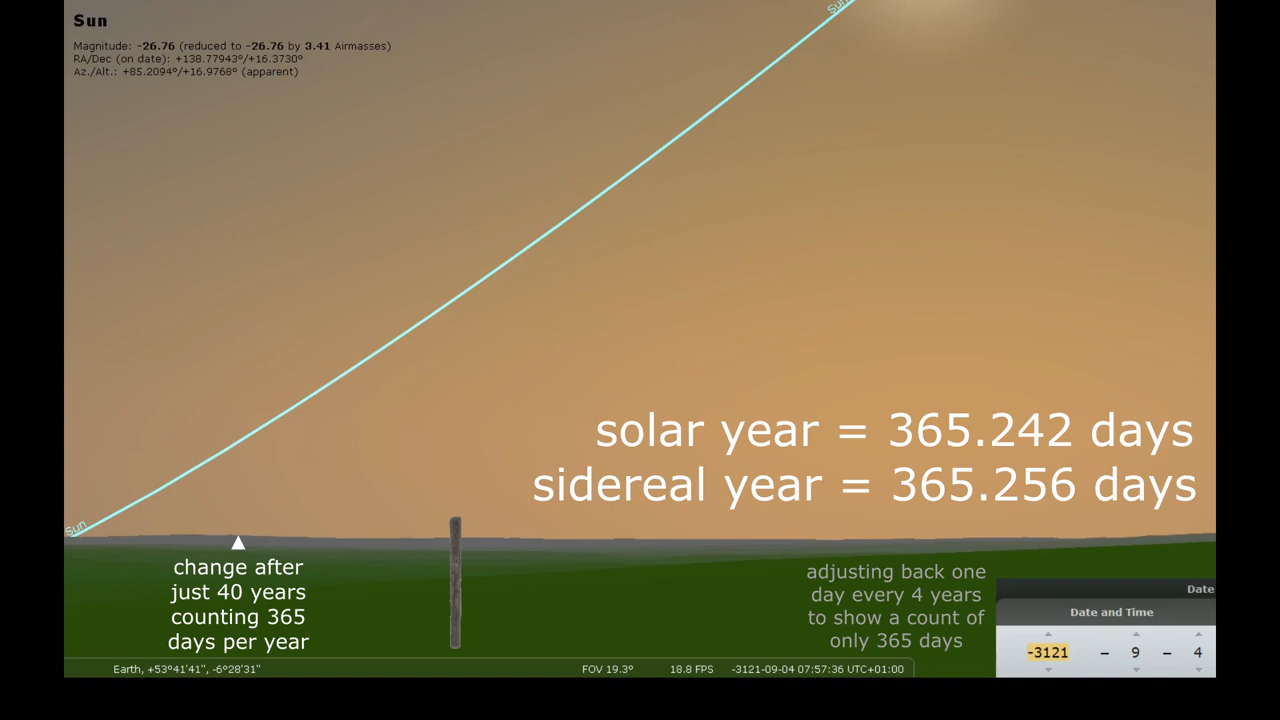 Sun
Magnitude: -26.76 (reduced to -26.76 by 3.41 Airmasses)
RA/Dec (on date): +138.77943°/+16.3730°
Az./Alt.: +85.2094°/+16.9768° (apparent)
Sun
solar year = 365.242 days
sidereal year = 365.256 days
Sun
change after
just 40 years
counting 365
days per year
adjusting back one
day every 4 years
to show a count of
only 365 days
Date
Date and Time
-3121 – 9 – 4
Earth, +53°41'41", -6°28'31" FOV 19.3° 18.8 FPS -3121-09-04 07:57:36 UTC+01:00